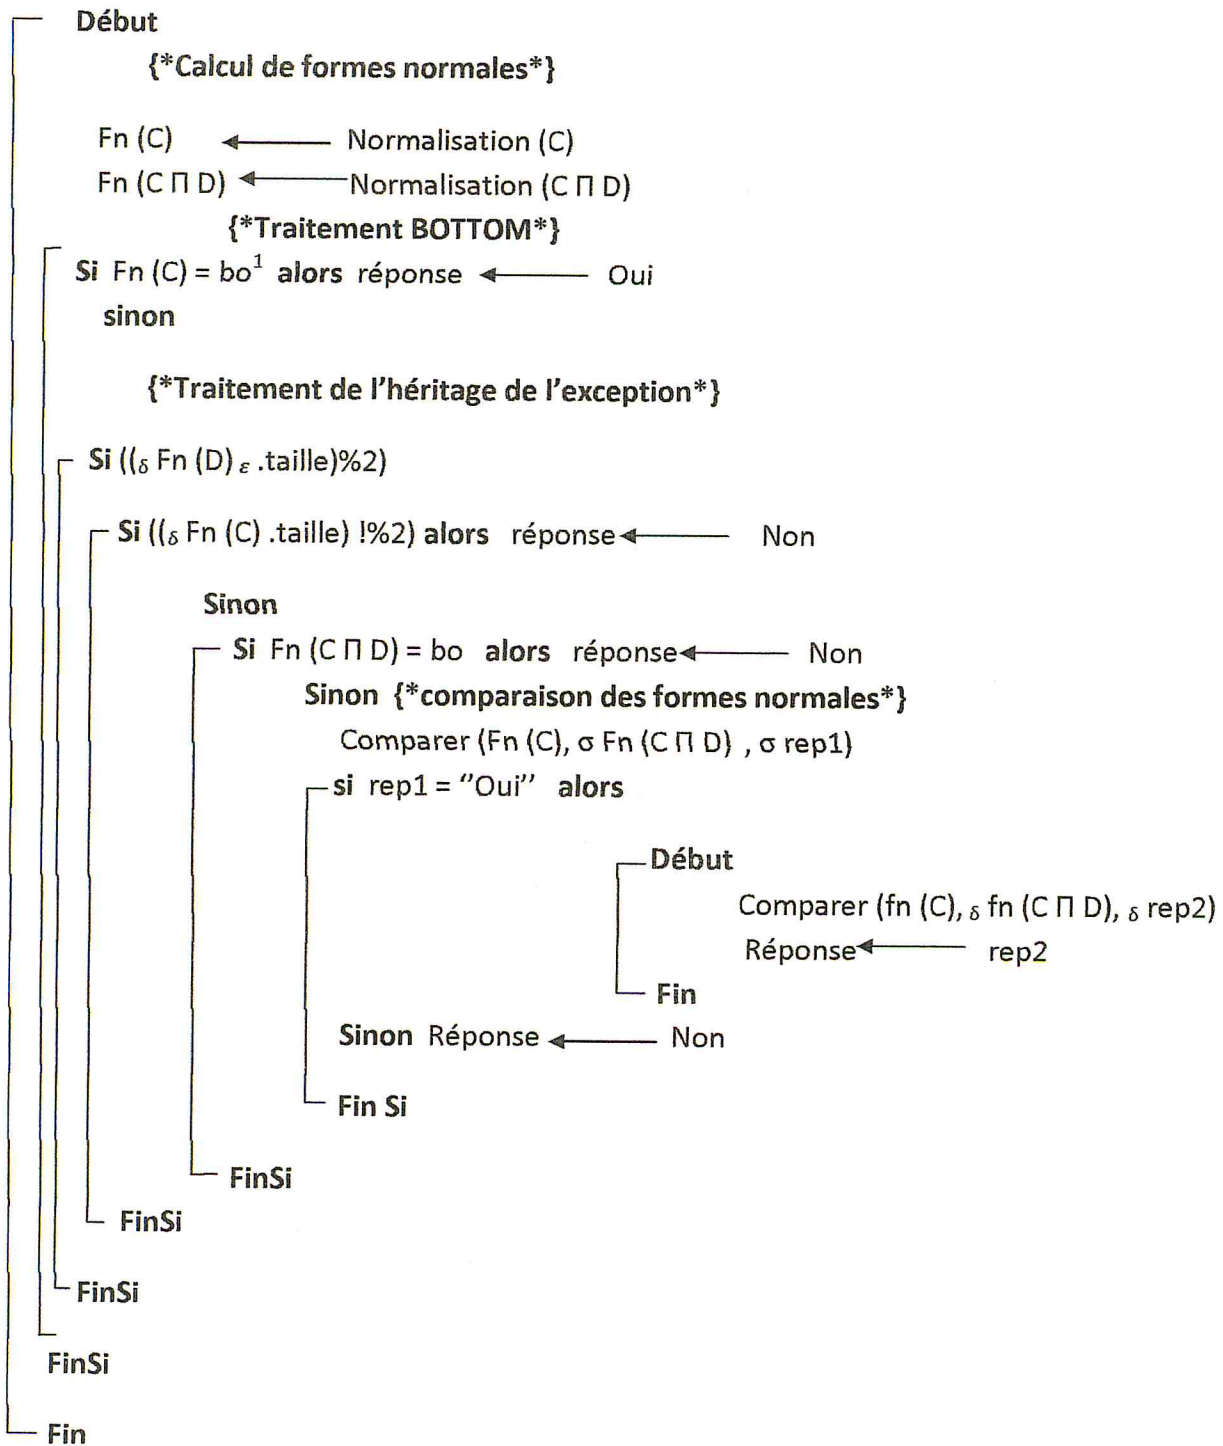 Début
{*Calcul de formes normales*}
Fn (C) ← Normalisation (C)
Fn (C Π D) ← Normalisation (C Π D)
{*Traitement BOTTOM*}
Si Fn (C) = bo¹ alors réponse ← Oui
sinon
{*Traitement de l'héritage de l'exception*}
Si ((δ Fn (D) ε .taille)%2)
Si ((δ Fn (C) .taille) !%2) alors réponse ← Non
Sinon
Si Fn (C Π D) = bo alors réponse ← Non
Sinon {*comparaison des formes normales*}
Comparer (Fn (C), σ Fn (C Π D) , σ rep1)
si rep1 = ’’Oui’’ alors
Début
Comparer (fn (C), δ fn (C Π D), δ rep2)
Réponse ← rep2
Fin
Sinon Réponse ← Non
Fin Si
FinSi
FinSi
FinSi
FinSi
Fin